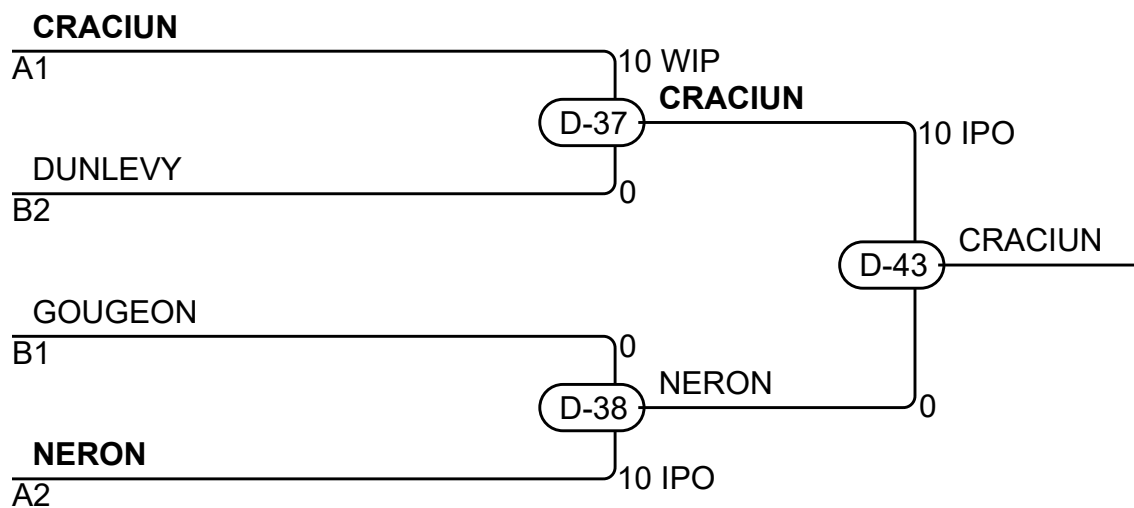 CRACIUN
A1
10 WIP
CRACIUN
D-37
10 IPO
DUNLEVY
B2
0
CRACIUN
D-43
GOUGEON
B1
0
NERON
D-38
0
NERON
A2
10 IPO